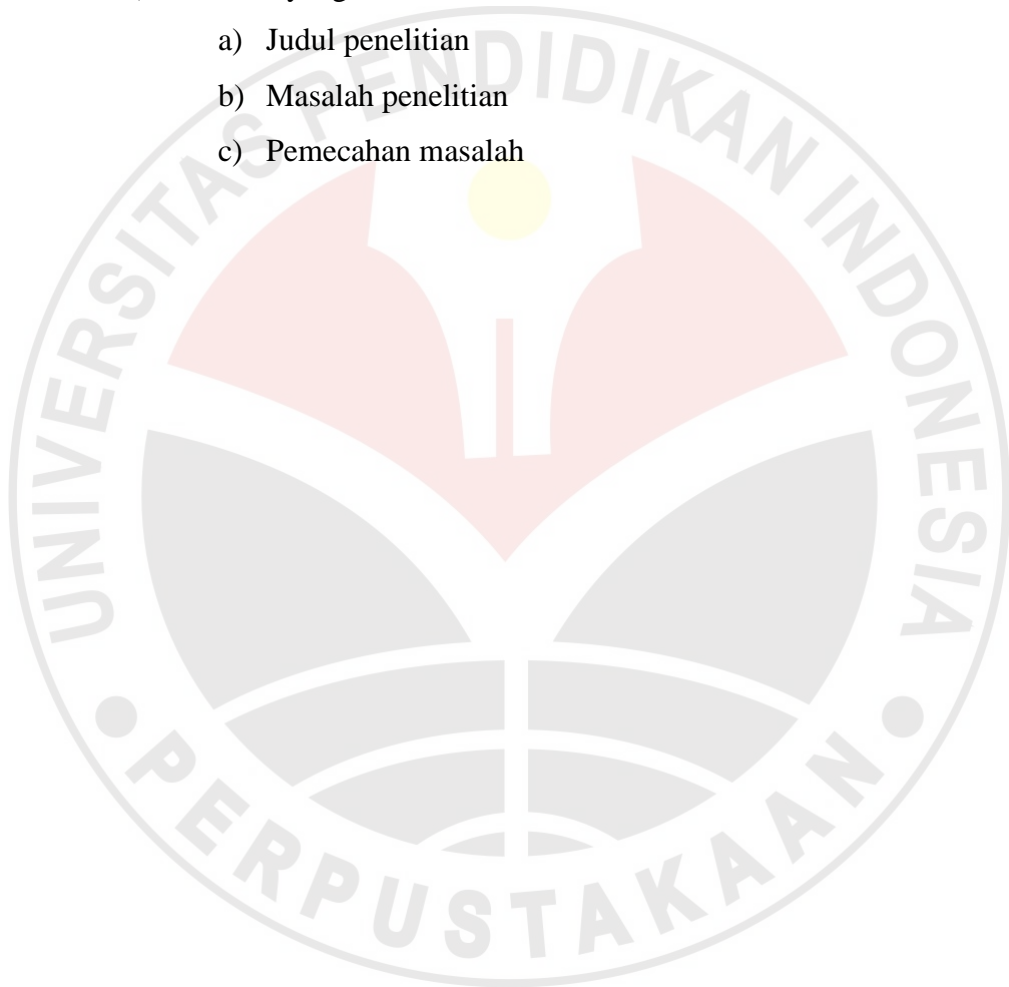 a) Judul penelitian
b) Masalah penelitian
c) Pemecahan masalah
UNIVERSITAS PENDIDIKAN INDONESIA
PERPUSTAKAAN